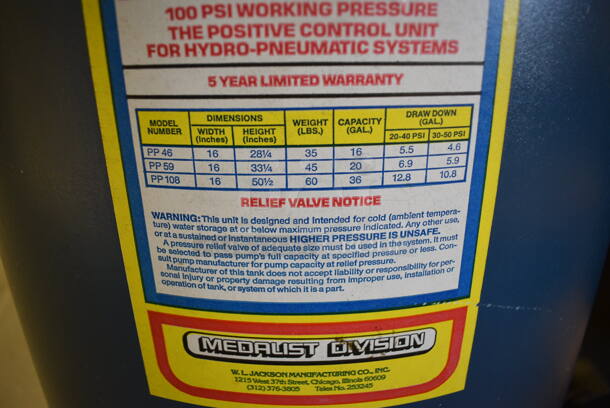 100 PSI WORKING PRESSURE
THE POSITIVE CONTROL UNIT
FOR HYDRO-PNEUMATIC SYSTEMS
5 YEAR LIMITED WARRANTY
MODEL NUMBER DIMENSIONS WIDTH (Inches) HEIGHT (Inches) WEIGHT (LBS.) CAPACITY (GAL.) DRAW DOWN (GAL.) 20-40 PSI 30-50 PSI
PP 46 16 28¼ 35 16 5.5 4.6
PP 59 16 33¼ 45 20 6.9 5.9
PP 108 16 50½ 60 36 12.8 10.8
RELIEF VALVE NOTICE
WARNING: This unit is designed and intended for cold (ambient tempera-
ture) water storage at or below maximum pressure indicated. Any other use,
or at a sustained or instantaneous HIGHER PRESSURE IS UNSAFE.
A pressure relief valve of adequate size must be used in the system. It must
be selected to pass pump's full capacity at specified pressure or less. Con-
sult pump manufacturer for pump capacity at relief pressure.
Manufacturer of this tank does not accept liability or responsibility for per-
sonal injury or property damage resulting from improper use, installation or
operation of tank, or system of which it is a part.
MEDALIST DIVISION
W. L. JACKSON MANUFACTURING CO., INC.
1215 West 37th Street, Chicago, Illinois 60609
(312) 376-3805 Telex No. 253245